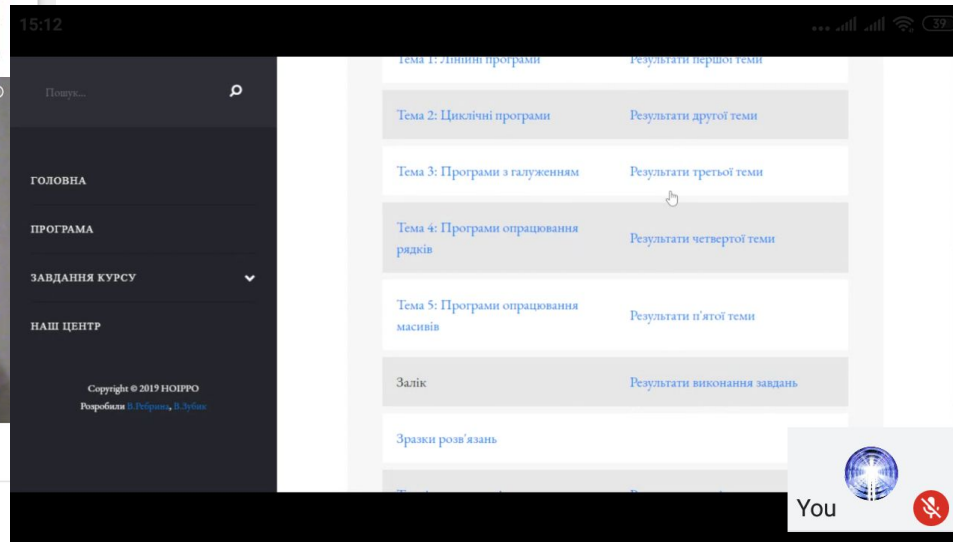 15:12
39
Пошук...
ГОЛОВНА
ПРОГРАМА
ЗАВДАННЯ КУРСУ
НАШ ЦЕНТР
Copyright © 2019 НОІРРО
Розробили В.Ребрина, В.Зубик
Тема 1: Лінійні програми Результати першої теми
Тема 2: Циклічні програми Результати другої теми
Тема 3: Програми з галуженням Результати третьої теми
Тема 4: Програми опрацювання
рядків
Результати четвертої теми
Тема 5: Програми опрацювання
масивів
Результати п'ятої теми
Залік Результати виконання завдань
Зразки розв'язань
You